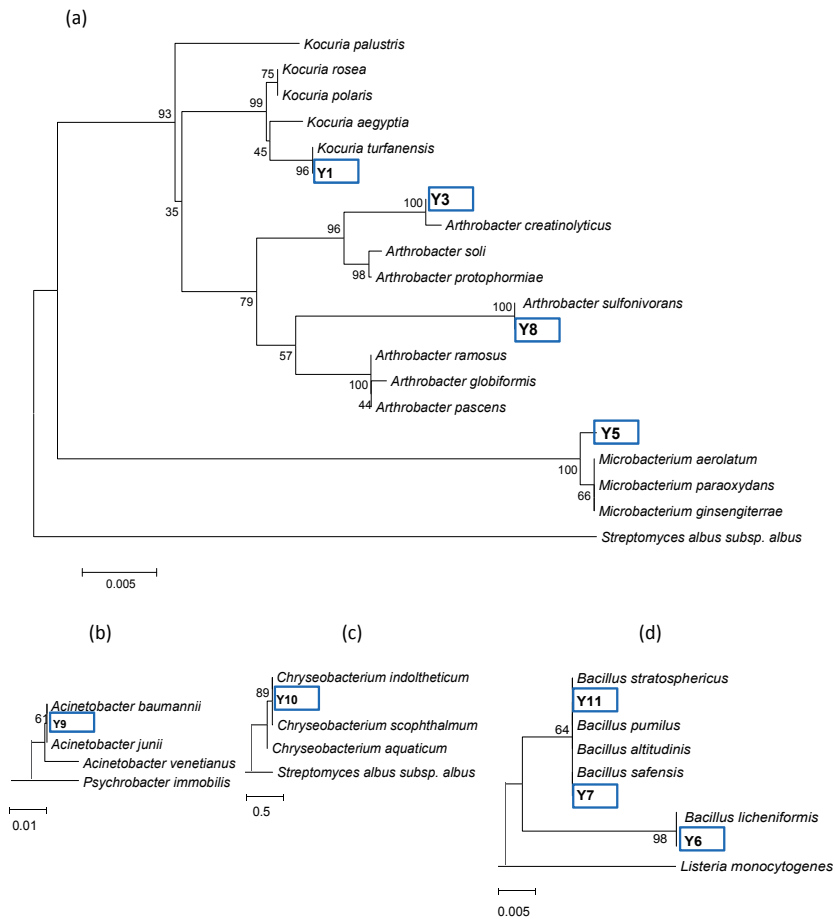 (a)
Kocuria palustris
Kocuria rosea
75
Kocuria polaris
99
93
Kocuria aegyptia
Kocuria turfanensis
45
96
Y1
Y3
100
35
Arthrobacter creatinolyticus
96
Arthrobacter soli
98
Arthrobacter protophormiae
79
Arthrobacter sulfonivorans
100
Y8
57
Arthrobacter ramosus
100
Arthrobacter globiformis
44
Arthrobacter pascens
Y5
Microbacterium aerolatum
100
Microbacterium paraoxydans
66
Microbacterium ginsengiterrae
Streptomyces albus subsp. albus
0.005
(b)
Acinetobacter baumannii
61
Y9
Acinetobacter junii
Acinetobacter venetianus
Psychrobacter immobilis
0.01
(c)
Chryseobacterium indoltheticum
89
Y10
Chryseobacterium scophthalmum
Chryseobacterium aquaticum
Streptomyces albus subsp. albus
0.5
(d)
Bacillus stratosphericus
Y11
64
Bacillus pumilus
Bacillus altitudinis
Bacillus safensis
Y7
Bacillus licheniformis
98
Y6
Listeria monocytogenes
0.005